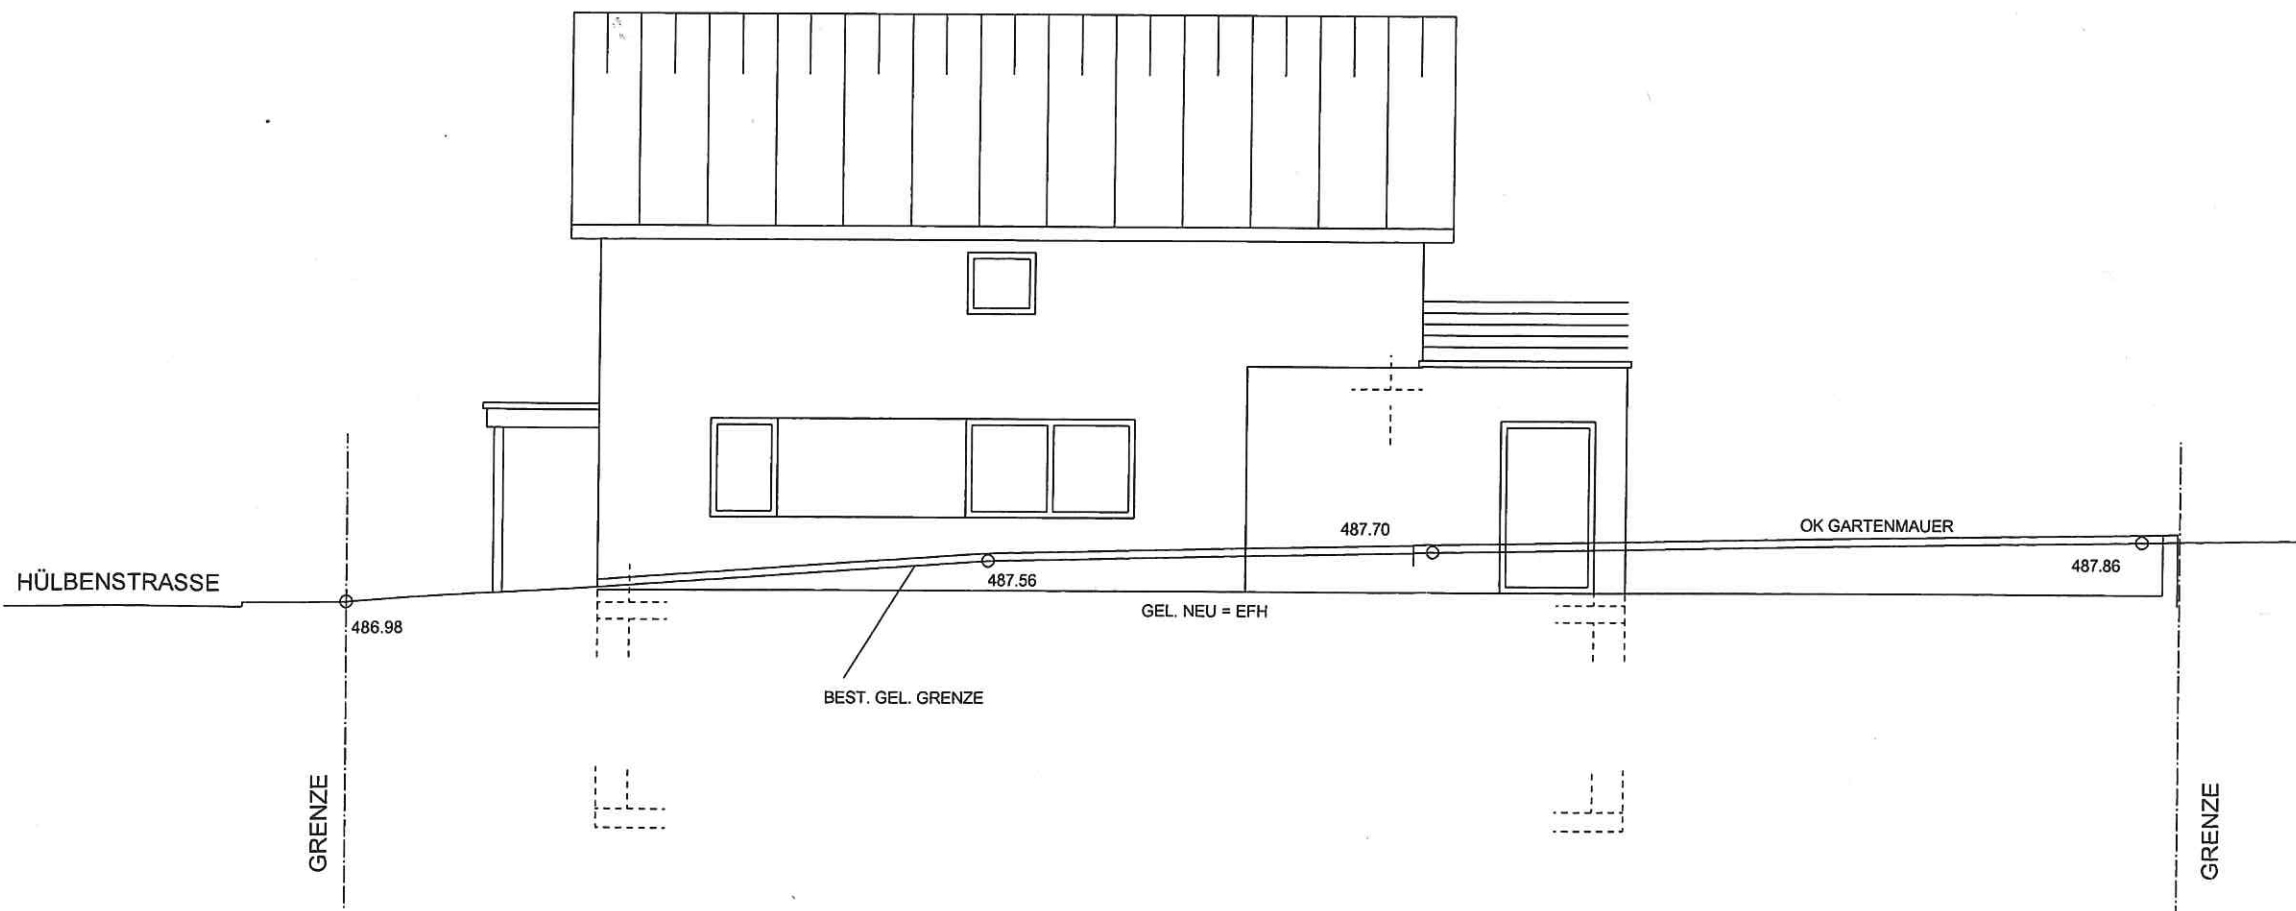 487.70
OK GARTENMAUER
HÜLBENSTRASSE
487.56
487.86
486.98
GEL. NEU = EFH
BEST. GEL. GRENZE
GRENZE
GRENZE